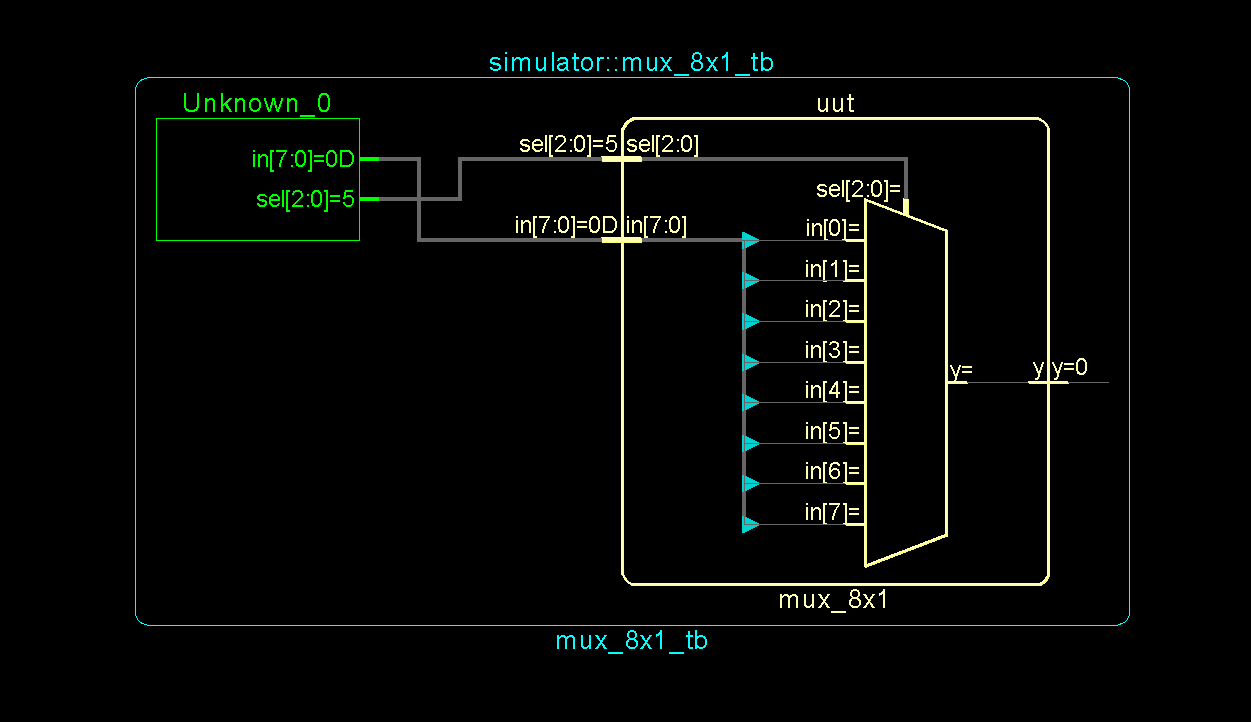 simulator::mux_8x1_tb
Unknown_0
uut
in[7:0]=0D
sel[2:0]=5
sel[2:0]=5 sel[2:0]
in[7:0]=0D in[7:0]
sel[2:0]=
in[0]=
in[1]=
in[2]=
in[3]=
in[4]=
in[5]=
in[6]=
in[7]=
y=
y y=0
mux_8x1
mux_8x1_tb